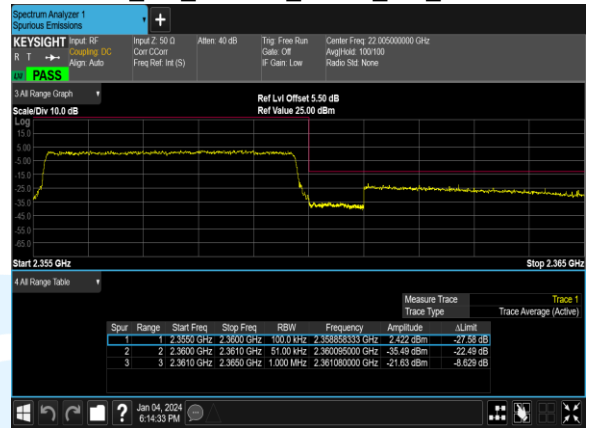 Spectrum Analyzer 1
Spurious Emissions
KEYSIGHT Input: RF Input Z: 50 Ω Atten: 40 dB Trig: Free Run Center Freq: 22.005000000 GHz
R T Coupling: DC Corr CCorr Gate: Off Avg|Hold: 100/100
Align: Auto Freq Ref: Int (S) IF Gain: Low Radio Std: None
PASS
3 All Range Graph Ref Lvl Offset 5.50 dB
Scale/Div 10.0 dB Ref Value 25.00 dBm
Log
15.0
5.00
-5.00
-15.0
-25.0
-35.0
-45.0
-55.0
-65.0
Start 2.355 GHz Stop 2.365 GHz
4 All Range Table
Measure Trace Trace 1
Trace Type Trace Average (Active)
Spur Range Start Freq Stop Freq RBW Frequency Amplitude ΔLimit
1 1 2.3550 GHz 2.3600 GHz 100.0 kHz 2.358858333 GHz 2.422 dBm -27.58 dB
2 2 2.3600 GHz 2.3610 GHz 51.00 kHz 2.360095000 GHz -35.49 dBm -22.49 dB
3 3 2.3610 GHz 2.3650 GHz 1.000 MHz 2.361080000 GHz -21.63 dBm -8.629 dB
Jan 04, 2024
6:14:33 PM